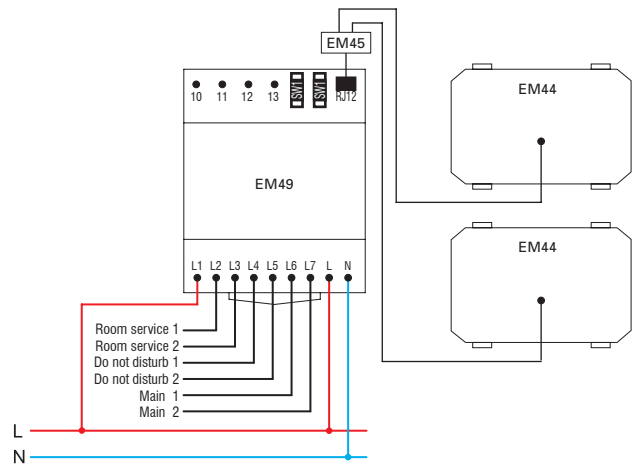 EM45
10 11 12 13 SW1 SW1 RJ12
EM44
EM49
EM44
L1 L2 L3 L4 L5 L6 L7 L N
Room service 1
Room service 2
Do not disturb 1
Do not disturb 2
Main 1
Main 2
L
N